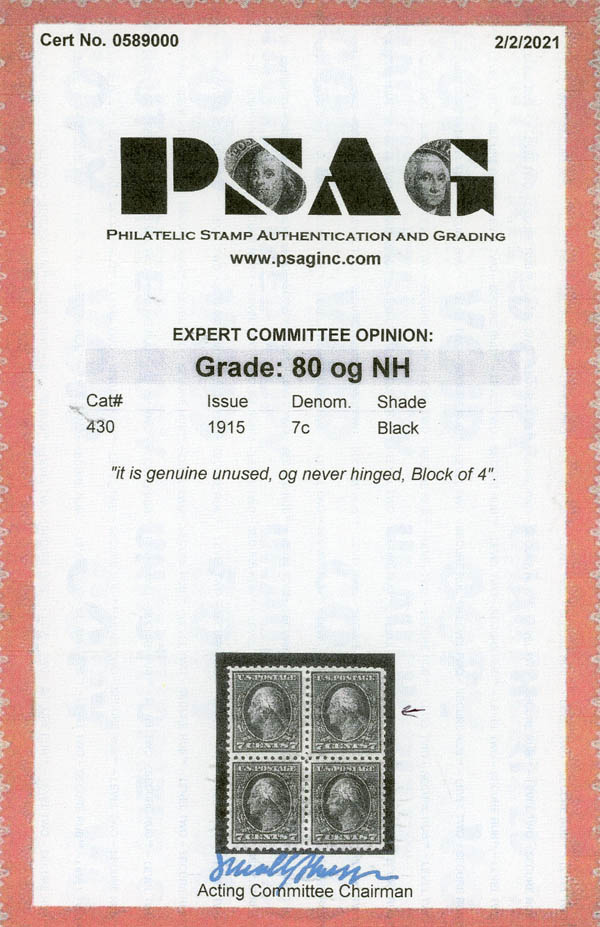 Cert No. 0589000 2/2/2021
PSAG
PHILATELIC STAMP AUTHENTICATION AND GRADING
www.psaginc.com
EXPERT COMMITTEE OPINION:
Grade: 80 og NH
Cat# Issue Denom. Shade
430 1915 7c Black
"it is genuine unused, og never hinged, Block of 4".
U.S. POSTAGE U.S. POSTAGE
7 CENTS 7 7 CENTS 7
U.S. POSTAGE U.S. POSTAGE
7 CENTS 7 7 CENTS 7
Acting Committee Chairman